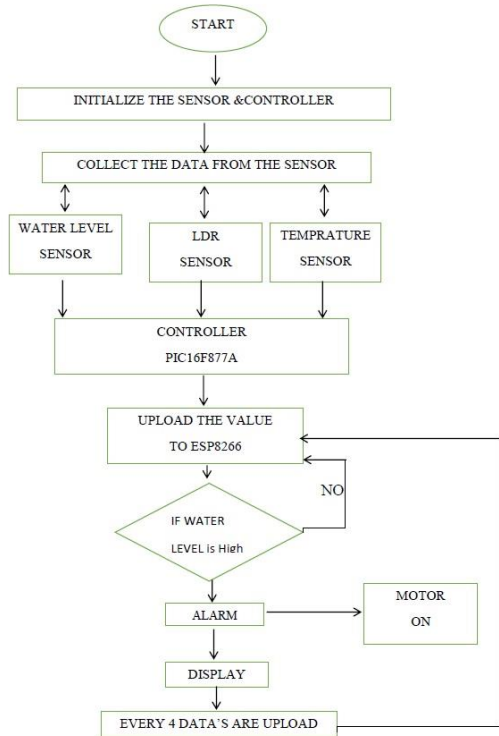 START
INITIALIZE THE SENSOR &CONTROLLER
COLLECT THE DATA FROM THE SENSOR
WATER LEVEL
SENSOR
LDR
SENSOR
TEMPRATURE
SENSOR
CONTROLLER
PIC16F877A
UPLOAD THE VALUE
TO ESP8266
NO
IF WATER
LEVEL is High
ALARM
MOTOR
ON
DISPLAY
EVERY 4 DATA'S ARE UPLOAD